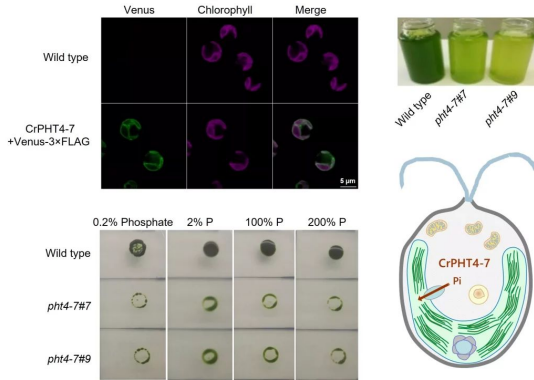 Venus Chlorophyll Merge
Wild type
CrPHT4-7
+Venus-3×FLAG
5 μm
Wild type
pht4-7#7
pht4-7#9
0.2% Phosphate 2% P 100% P 200% P
Wild type
pht4-7#7
pht4-7#9
CrPHT4-7
Pi